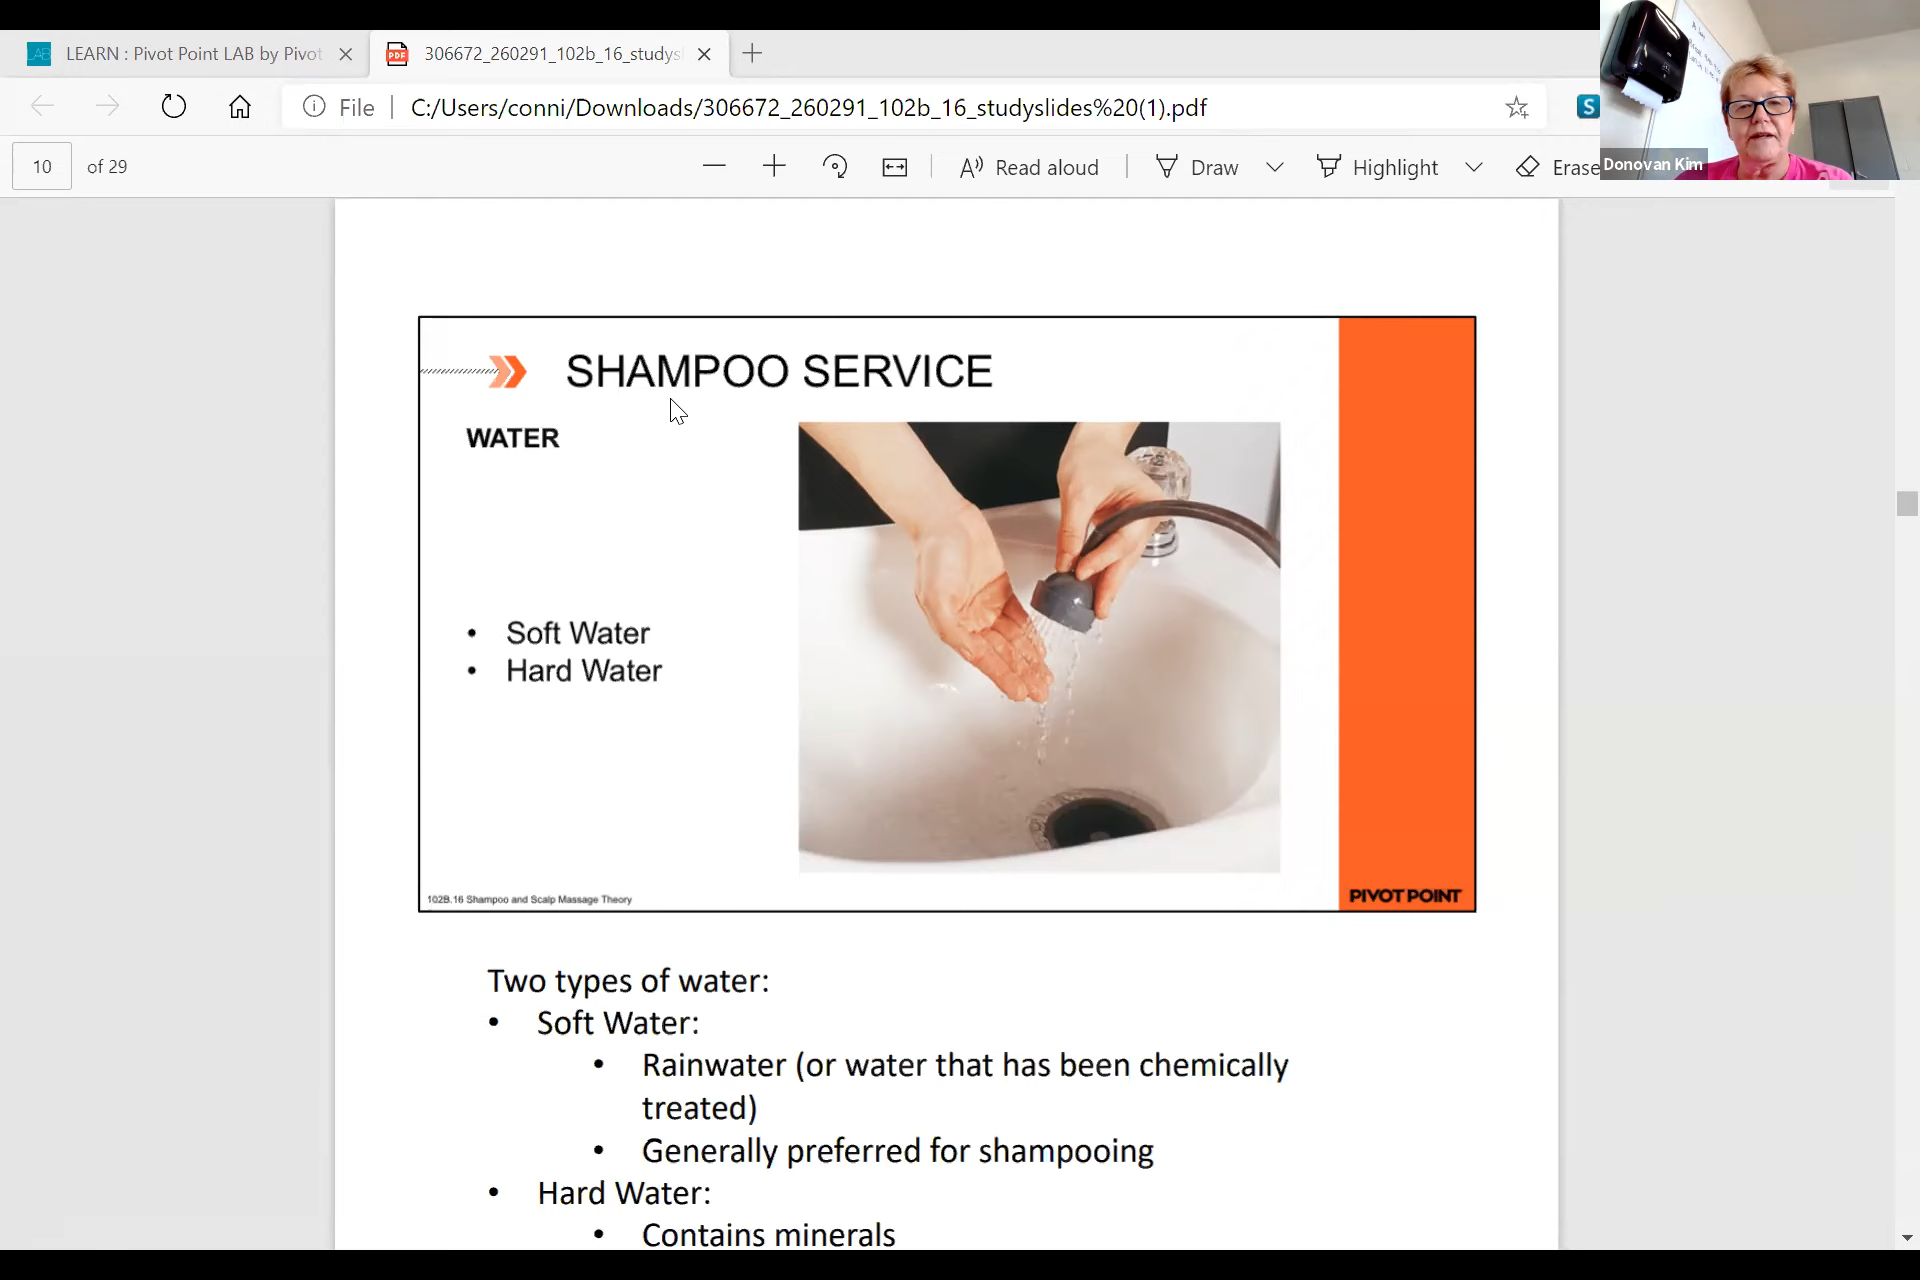 LEARN : Pivot Point LAB by Pivot
306672_260291_102b_16_studys
File
C:/Users/conni/Downloads/306672_260291_102b_16_studyslides%20(1).pdf
S
10 of 29
Read aloud
Draw
Highlight
Erase
Donovan Kim
SHAMPOO SERVICE
WATER
• Soft Water
• Hard Water
102B.16 Shampoo and Scalp Massage Theory
PIVOT POINT
Two types of water:
• Soft Water:
• Rainwater (or water that has been chemically
treated)
• Generally preferred for shampooing
• Hard Water:
• Contains minerals